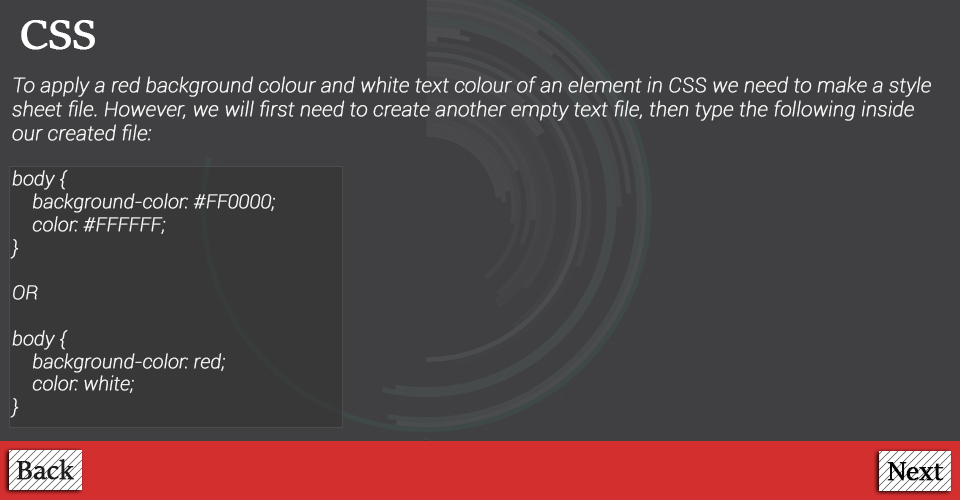 CSS
To apply a red background colour and white text colour of an element in CSS we need to make a style
sheet file. However, we will first need to create another empty text file, then type the following inside
our created file:
body {
background-color: #FF0000;
color: #FFFFFF;
}
OR
body {
background-color: red;
color: white;
}
Back
Next